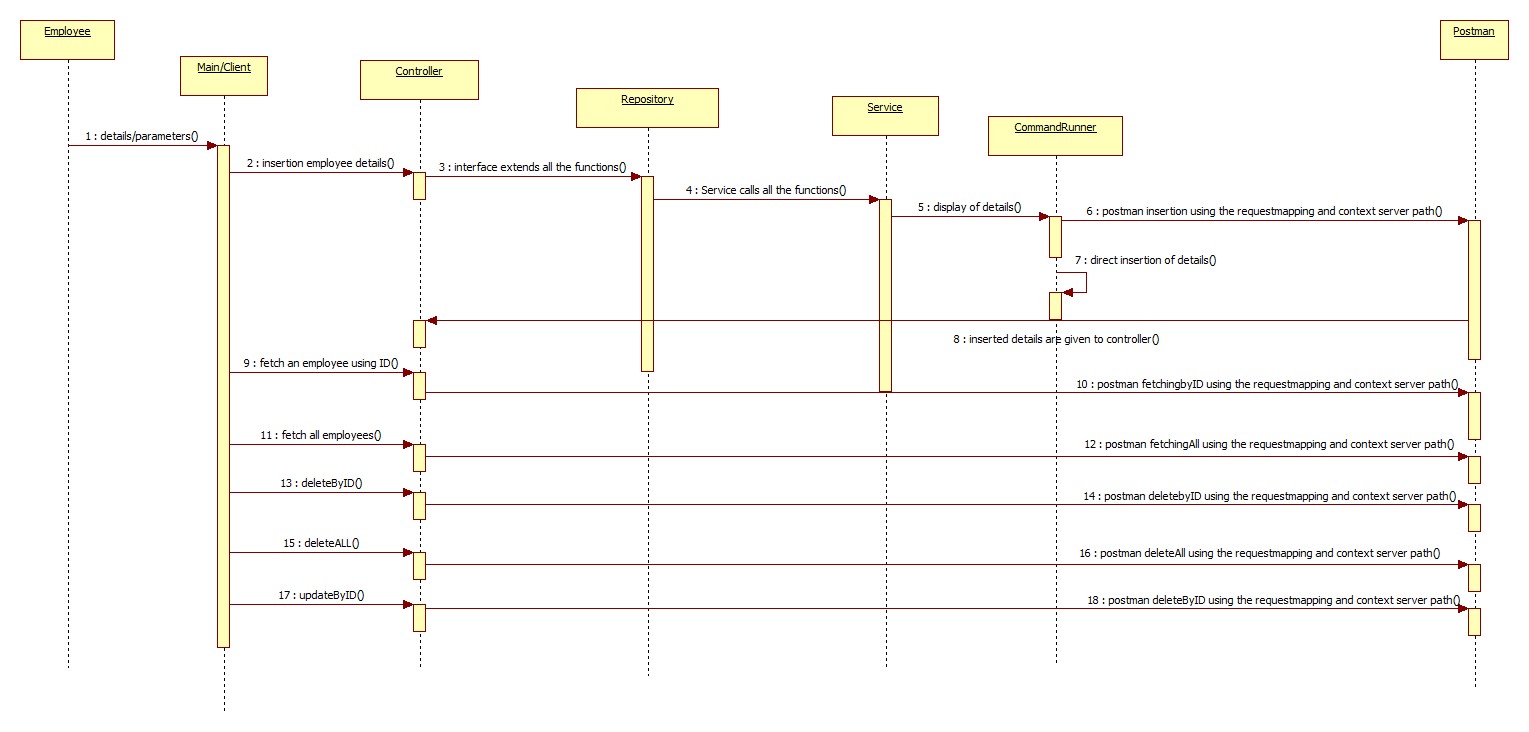 Employee
Postman
Main/Client
Controller
Repository
Service
CommandRunner
1 : details/parameters()
2 : insertion employee details()
3 : interface extends all the functions()
4 : Service calls all the functions()
5 : display of details()
6 : postman insertion using the requestmapping and context server path()
7 : direct insertion of details()
8 : inserted details are given to controller()
9 : fetch an employee using ID()
10 : postman fetchingbyID using the requestmapping and context server path()
11 : fetch all employees()
12 : postman fetchingAll using the requestmapping and context server path()
13 : deleteByID()
14 : postman deletebyID using the requestmapping and context server path()
15 : deleteALL()
16 : postman deleteAll using the requestmapping and context server path()
17 : updateByID()
18 : postman deleteByID using the requestmapping and context server path()